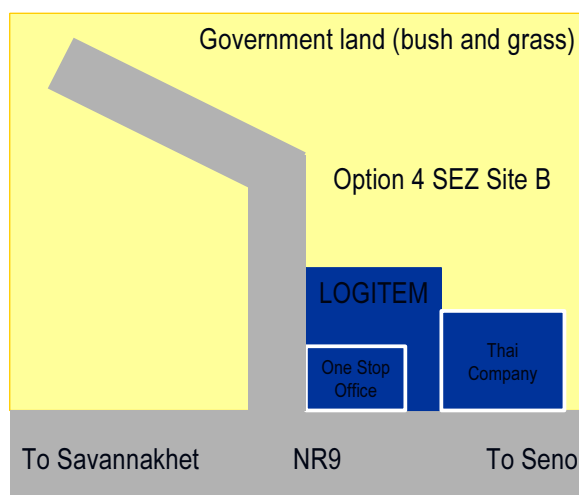 Government land (bush and grass)
Option 4 SEZ Site B
LOGITEM
One Stop
Office
Thai
Company
To Savannakhet NR9 To Seno